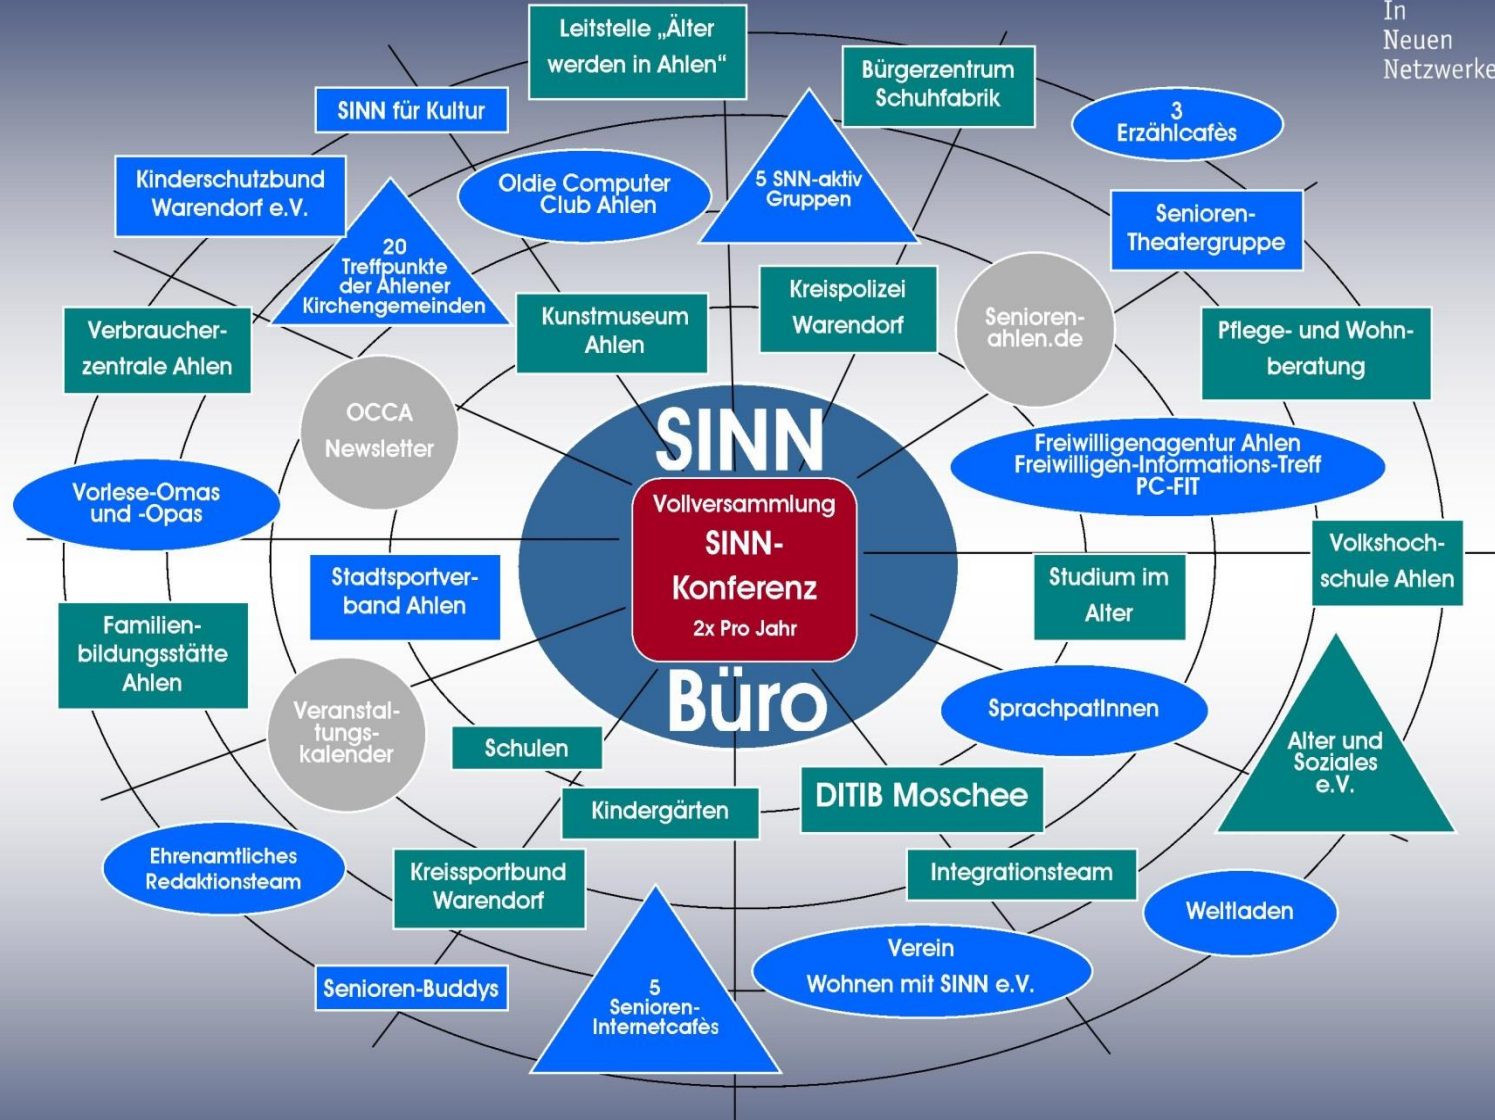 In
Neuen
Netzwerke
Leitstelle „Älter
werden in Ahlen“
Bürgerzentrum
Schuhfabrik
SINN für Kultur
3
Erzählcafès
Kinderschutzbund
Warendorf e.V.
Oldie Computer
Club Ahlen
5 SNN-aktiv
Gruppen
Senioren-
Theatergruppe
20
Treffpunkte
der Ahlener
Kirchengemeinden
Kunstmuseum
Ahlen
Kreispolizei
Warendorf
Senioren-
ahlen.de
Verbraucher-
zentrale Ahlen
Pflege- und Wohn-
beratung
OCCA
Newsletter
SINN
Freiwilligenagentur Ahlen
Freiwilligen-Informations-Treff
PC-FIT
Vorlese-Omas
und -Opas
Vollversammlung
SINN-
Konferenz
2x Pro Jahr
Volkshoch-
schule Ahlen
Stadtsportver-
band Ahlen
Studium im
Alter
Familien-
bildungsstätte
Ahlen
Büro
SprachpatInnen
Veranstal-
tungs-
kalender
Schulen
Alter und
Soziales
e.V.
Kindergärten
DITIB Moschee
Ehrenamtliches
Redaktionsteam
Kreissportbund
Warendorf
Integrationsteam
Weltladen
Verein
Wohnen mit SINN e.V.
Senioren-Buddys
5
Senioren-
Internetcafès